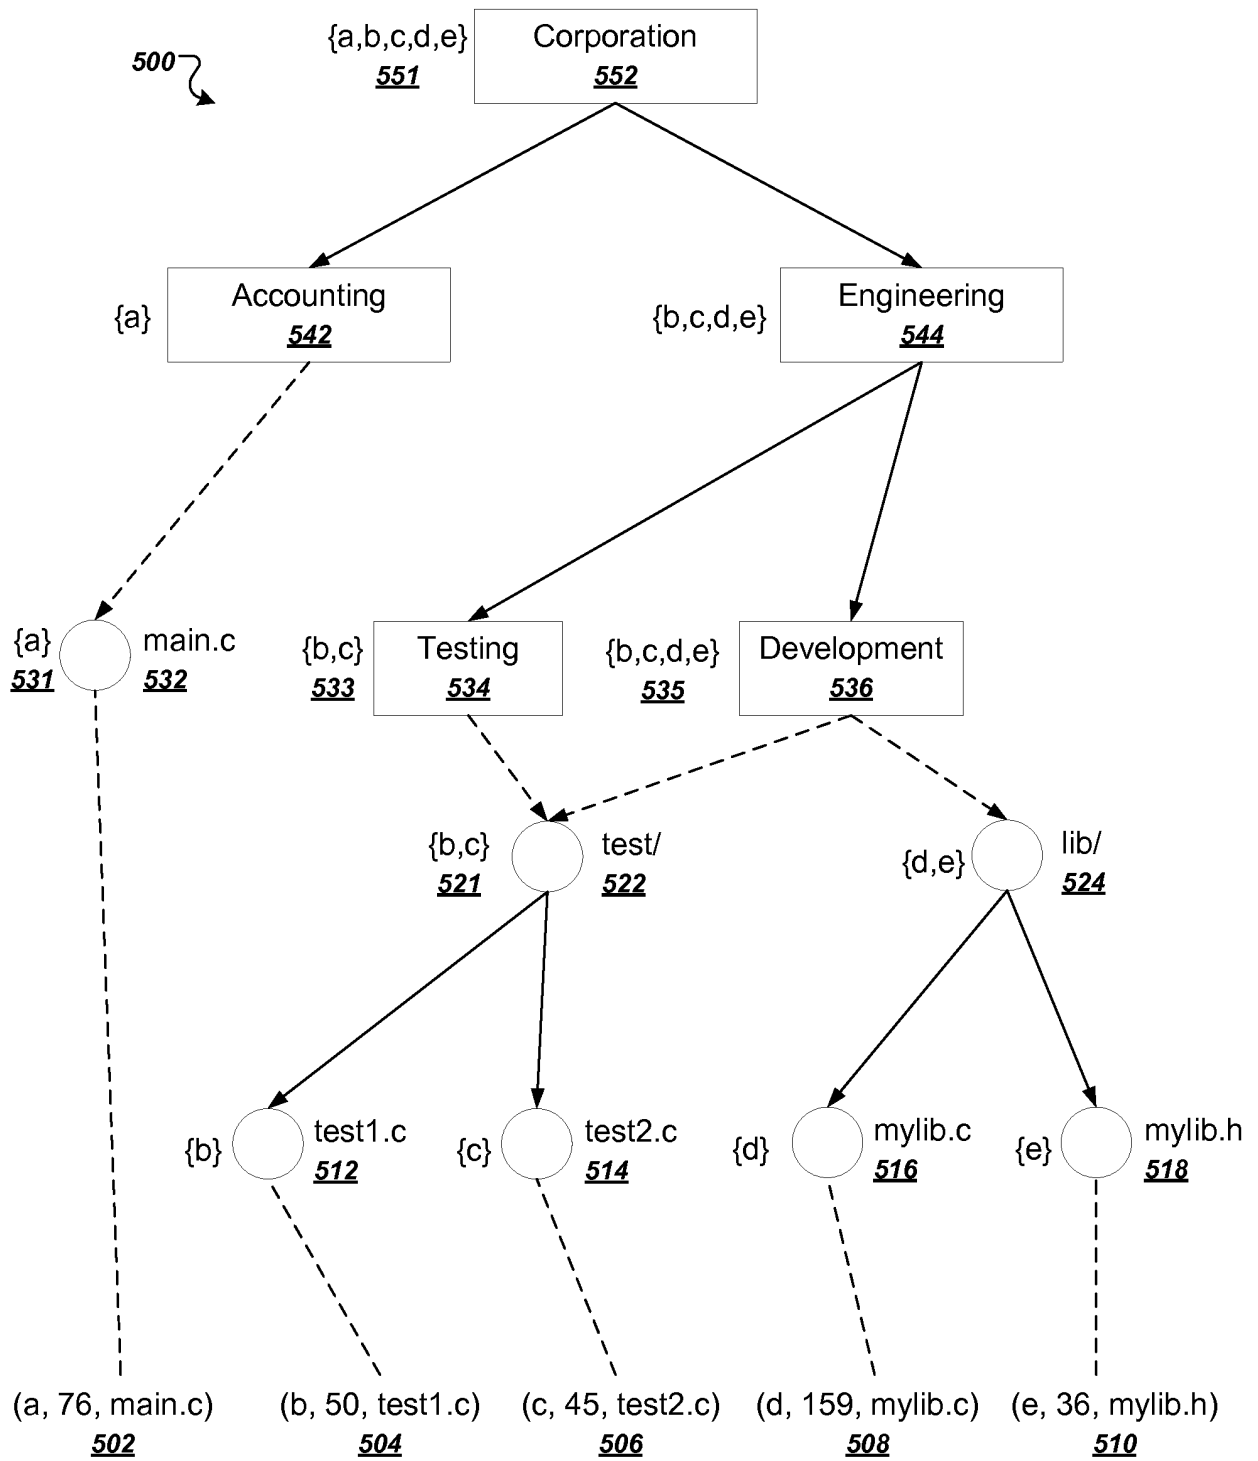 {a,b,c,d,e}
551
Corporation
552
500
{a}
Accounting
542
{b,c,d,e}
Engineering
544
{a}
531
main.c
532
{b,c}
533
Testing
534
{b,c,d,e}
535
Development
536
{b,c}
521
test/
522
{d,e}
lib/
524
{b}
test1.c
512
{c}
test2.c
514
{d}
mylib.c
516
{e}
mylib.h
518
(a, 76, main.c)
502
(b, 50, test1.c)
504
(c, 45, test2.c)
506
(d, 159, mylib.c)
508
(e, 36, mylib.h)
510